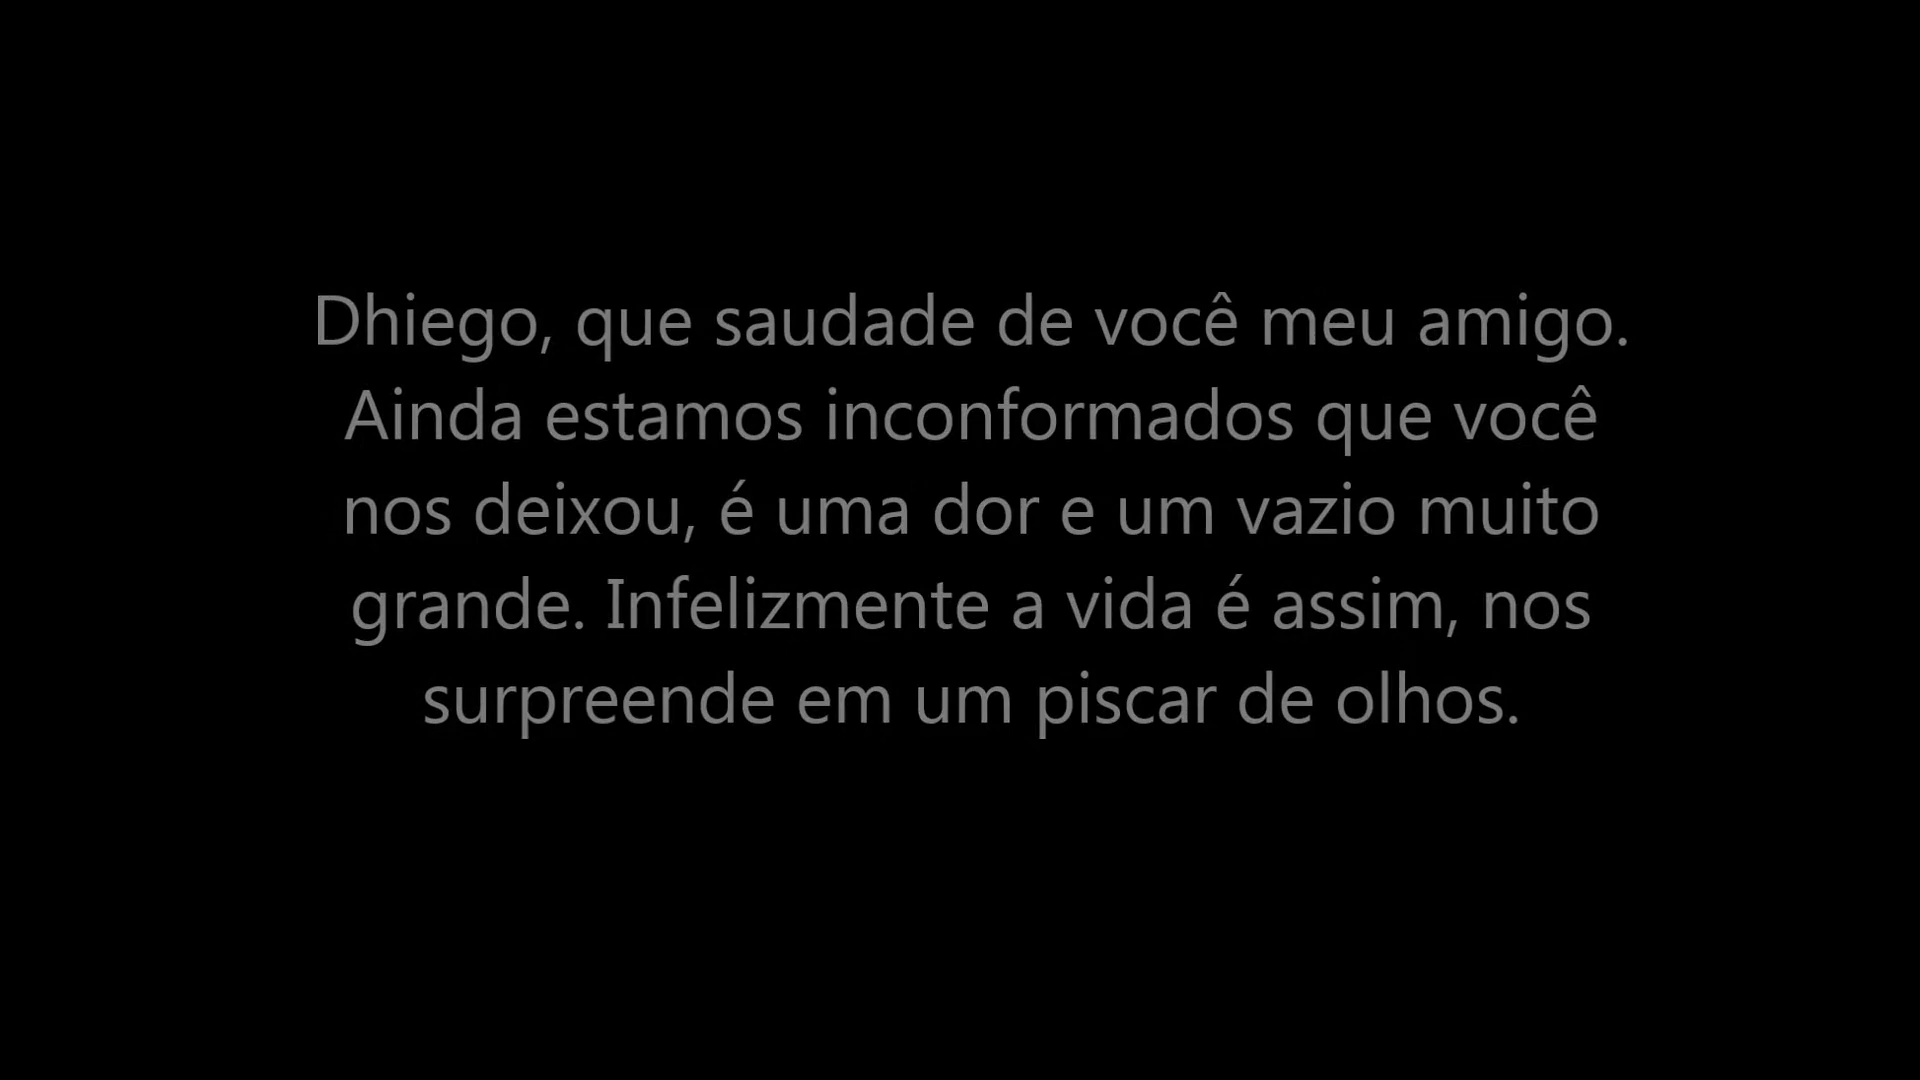 Dhiego, que saudade de você meu amigo.
Ainda estamos inconformados que você
nos deixou, é uma dor e um vazio muito
grande. Infelizmente a vida é assim, nos
surpreende em um piscar de olhos.